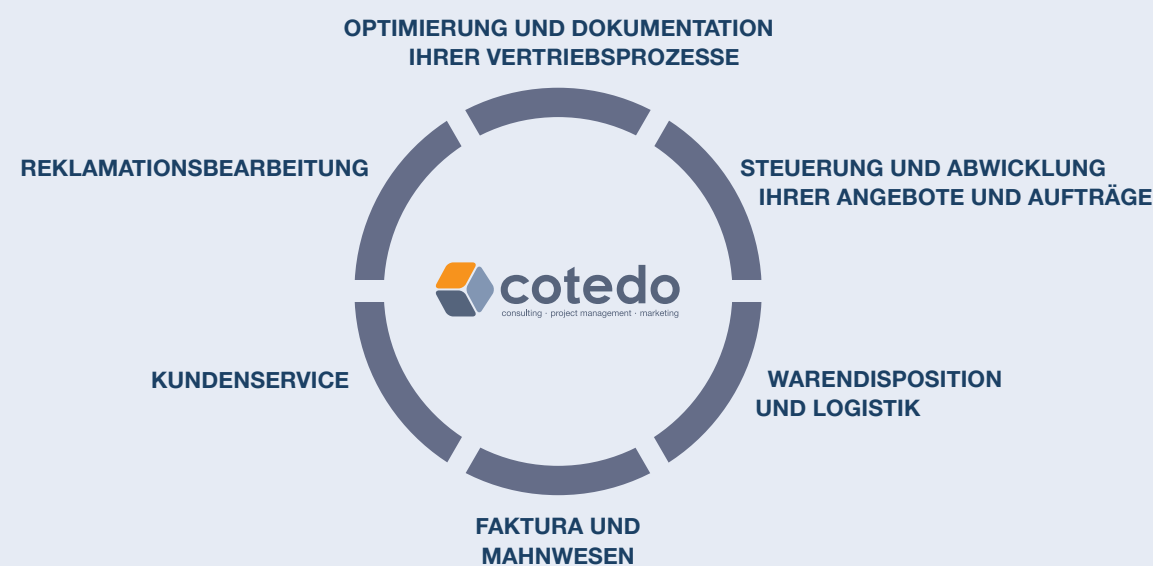 OPTIMIERUNG UND DOKUMENTATION
IHRER VERTRIEBSPROZESSE
REKLAMATIONSBEARBEITUNG
STEUERUNG UND ABWICKLUNG
IHRER ANGEBOTE UND AUFTRÄGE
cotedo
consulting · project management · marketing
KUNDENSERVICE
WARENDISPOSITION
UND LOGISTIK
FAKTURA UND
MAHNWESEN